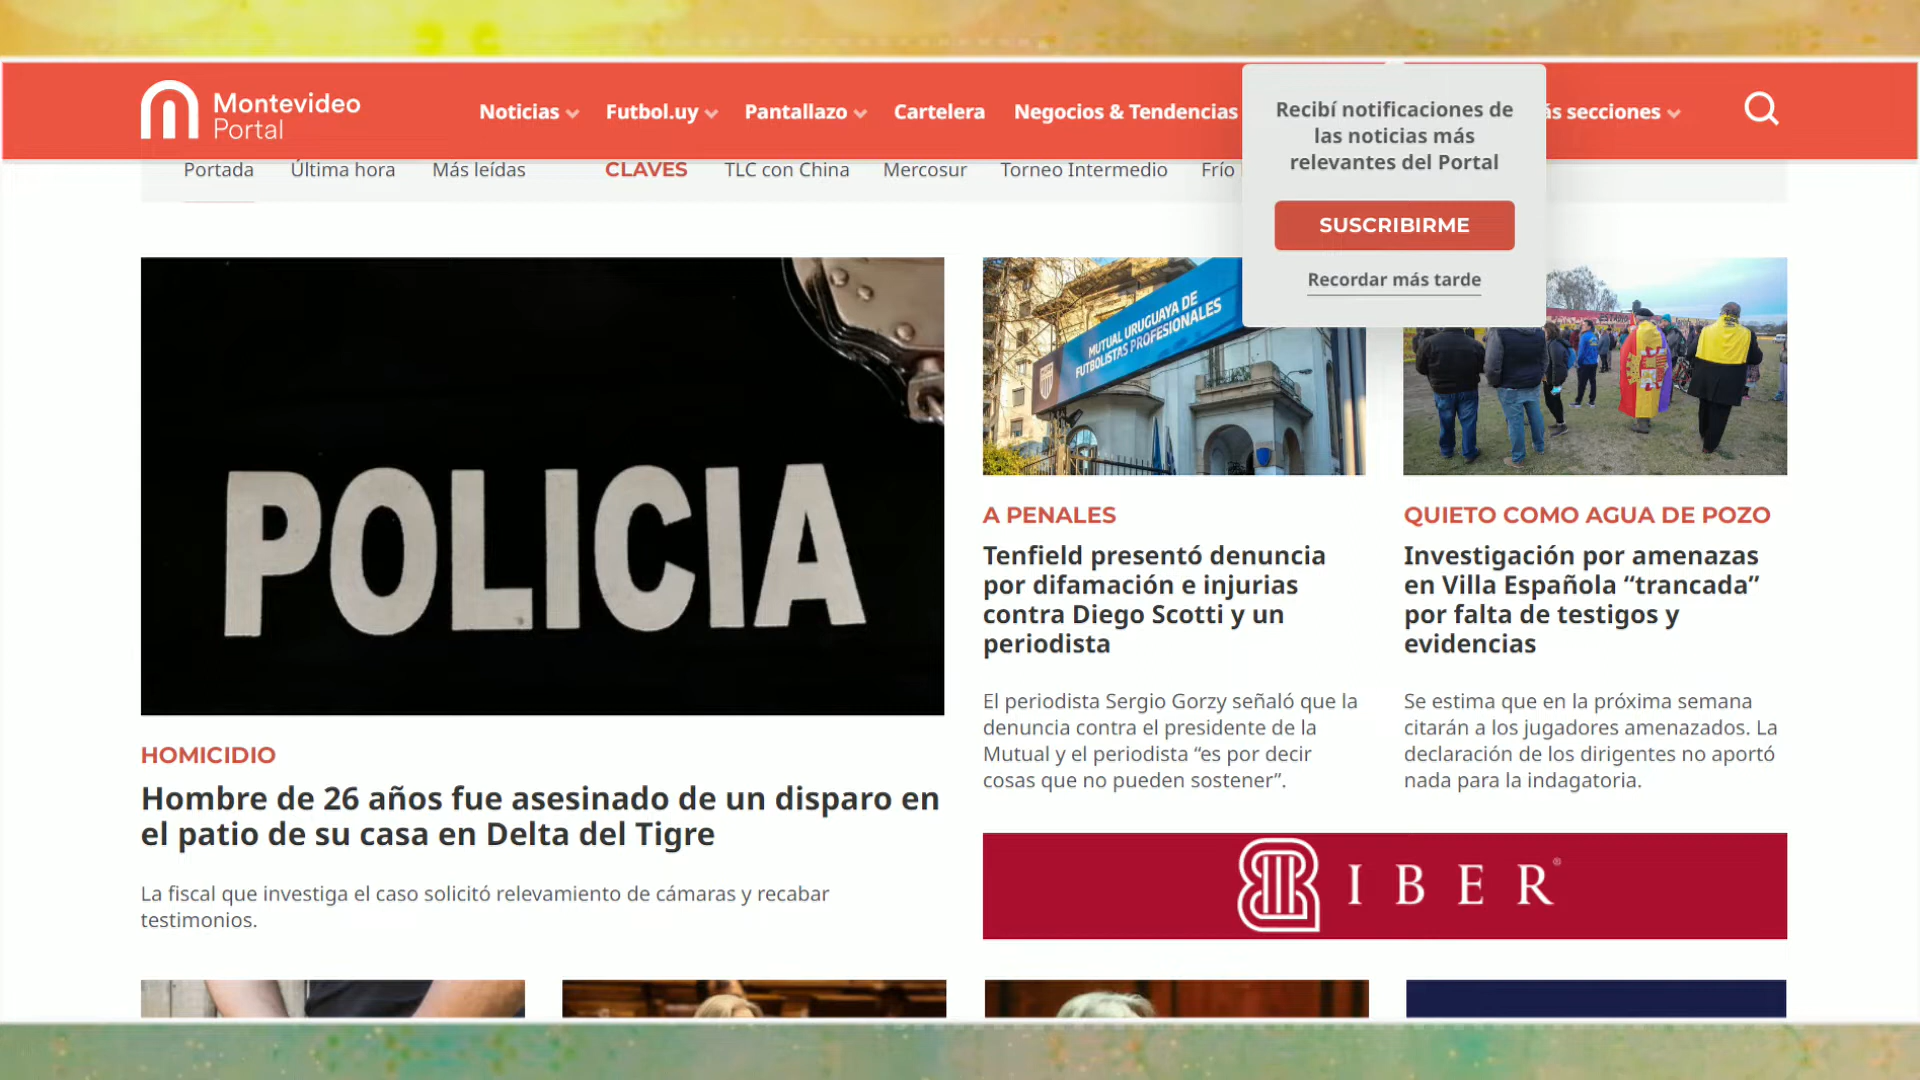 Montevideo
Portal
Noticias
Futbol.uy
Pantallazo
Cartelera
Negocios & Tendencias
ás secciones
Recibí notificaciones de
las noticias más
relevantes del Portal
SUSCRIBIRME
Recordar más tarde
Portada
Última hora
Más leídas
CLAVES
TLC con China
Mercosur
Torneo Intermedio
Frío
POLICIA
HOMICIDIO
Hombre de 26 años fue asesinado de un disparo en
el patio de su casa en Delta del Tigre
La fiscal que investiga el caso solicitó relevamiento de cámaras y recabar
testimonios.
MUTUAL URUGUAYA DE
FUTBOLISTAS PROFESIONALES
A PENALES
Tenfield presentó denuncia
por difamación e injurias
contra Diego Scotti y un
periodista
El periodista Sergio Gorzy señaló que la
denuncia contra el presidente de la
Mutual y el periodista “es por decir
cosas que no pueden sostener”.
QUIETO COMO AGUA DE POZO
Investigación por amenazas
en Villa Española “trancada”
por falta de testigos y
evidencias
Se estima que en la próxima semana
citarán a los jugadores amenazados. La
declaración de los dirigentes no aportó
nada para la indagatoria.
IBER®